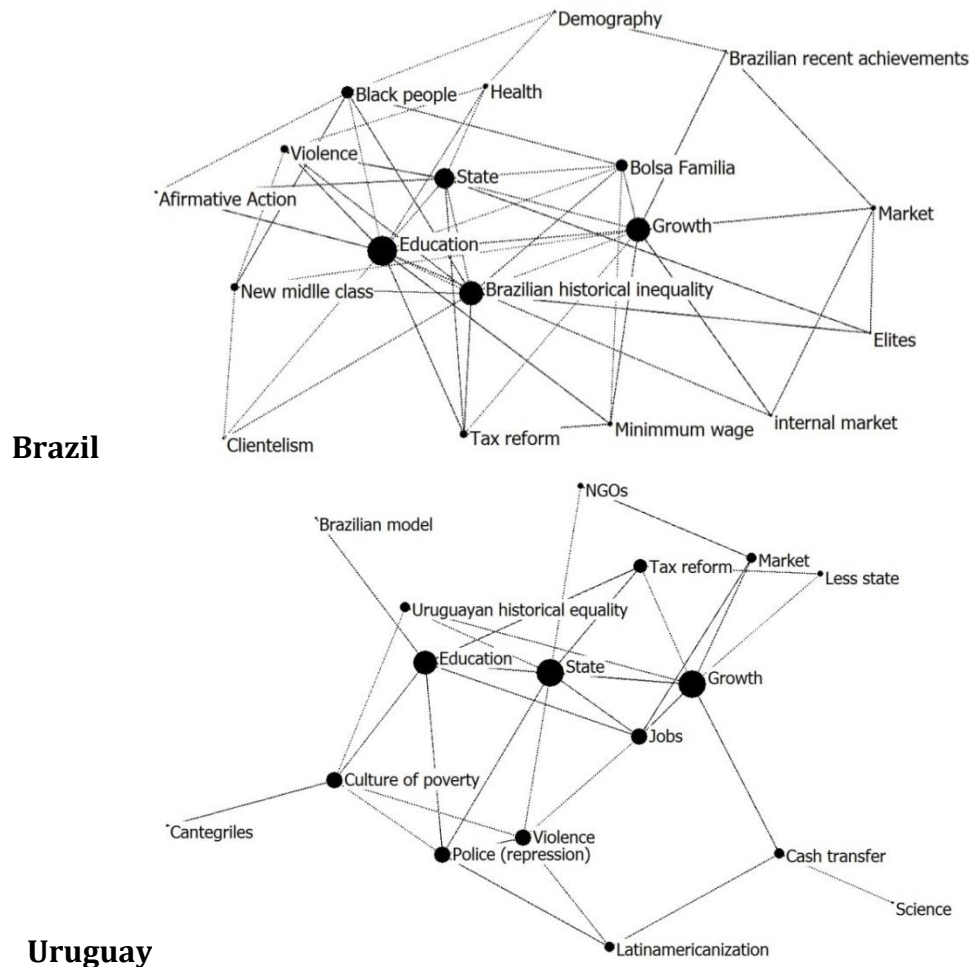 Demography
Brazilian recent achievements
Black people
Health
Violence
Bolsa Familia
State
Afirmative Action
Market
Growth
Education
New midlle class
Brazilian historical inequality
Elites
internal market
Minimmum wage
Tax reform
Clientelism
Brazil
NGOs
Brazilian model
Market
Tax reform
Less state
Uruguayan historical equality
Education
State
Growth
Jobs
Culture of poverty
Cantegriles
Violence
Police (repression)
Cash transfer
Science
Latinamericanization
Uruguay